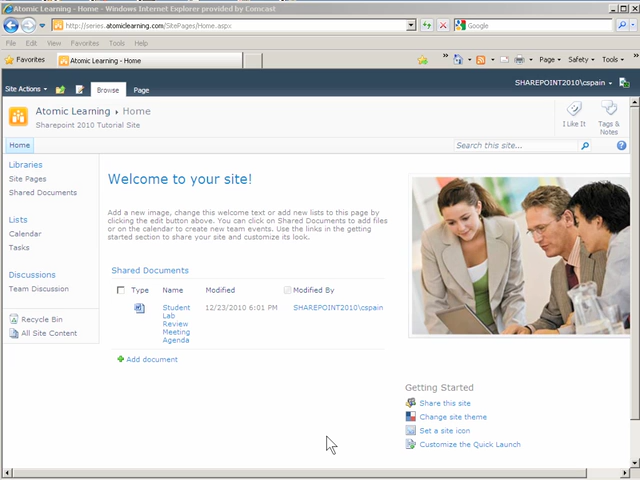 Atomic Learning - Home - Windows Internet Explorer provided by Comcast
http://series.atomiclearning.com/SitePages/Home.aspx
Google
File Edit View Favorites Tools Help
Favorites Atomic Learning - Home Page Safety Tools
Site Actions Browse Page SHAREPOINT2010\cspain
Atomic Learning Home
Sharepoint 2010 Tutorial Site
I Like It
Tags &
Notes
Home
Search this site...
Libraries
Site Pages
Shared Documents
Lists
Calendar
Tasks
Discussions
Team Discussion
Recycle Bin
All Site Content
Welcome to your site!
Add a new image, change this welcome text or add new lists to this page by
clicking the edit button above. You can click on Shared Documents to add files
or on the calendar to create new team events. Use the links in the getting
started section to share your site and customize its look.
Shared Documents
Type Name Modified Modified By
Student 12/23/2010 6:01 PM SHAREPOINT2010\cspain
Lab
Review
Meeting
Agenda
Add document
Getting Started
Share this site
Change site theme
Set a site icon
Customize the Quick Launch